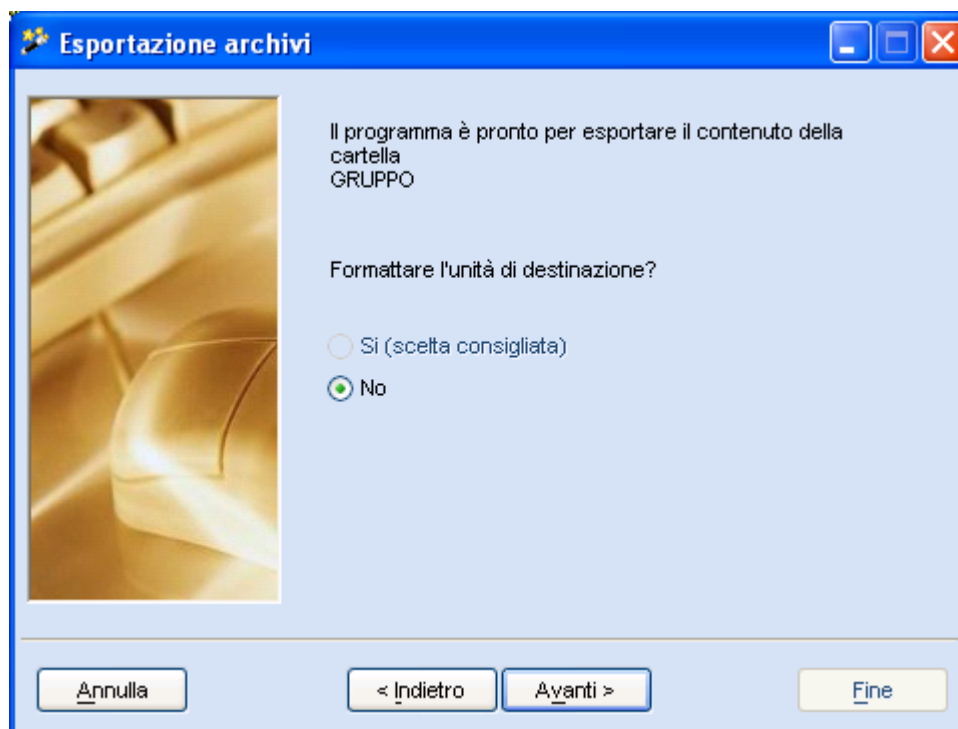 Esportazione archivi
Il programma è pronto per esportare il contenuto della
cartella
GRUPPO
Formattare l'unità di destinazione?
Si (scelta consigliata)
No
Annulla
< Indietro
Avanti >
Fine